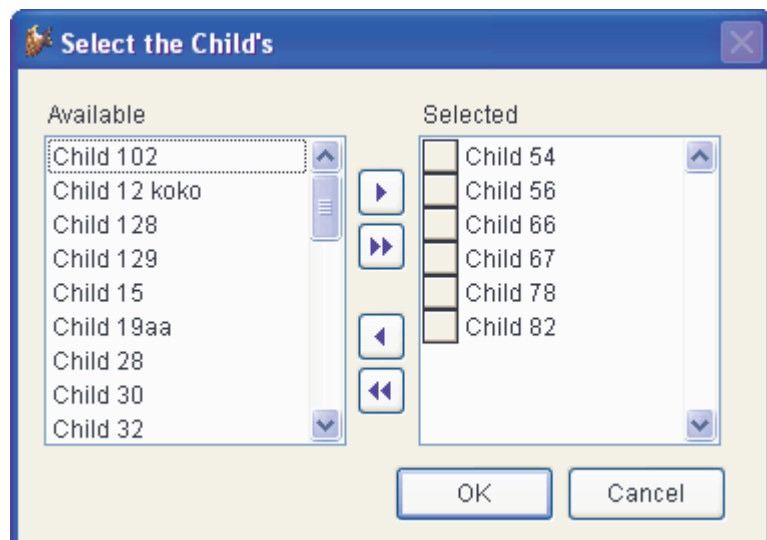 Select the Child's
Available
Child 102
Child 12 koko
Child 128
Child 129
Child 15
Child 19aa
Child 28
Child 30
Child 32
Selected
Child 54
Child 56
Child 66
Child 67
Child 78
Child 82
OK
Cancel